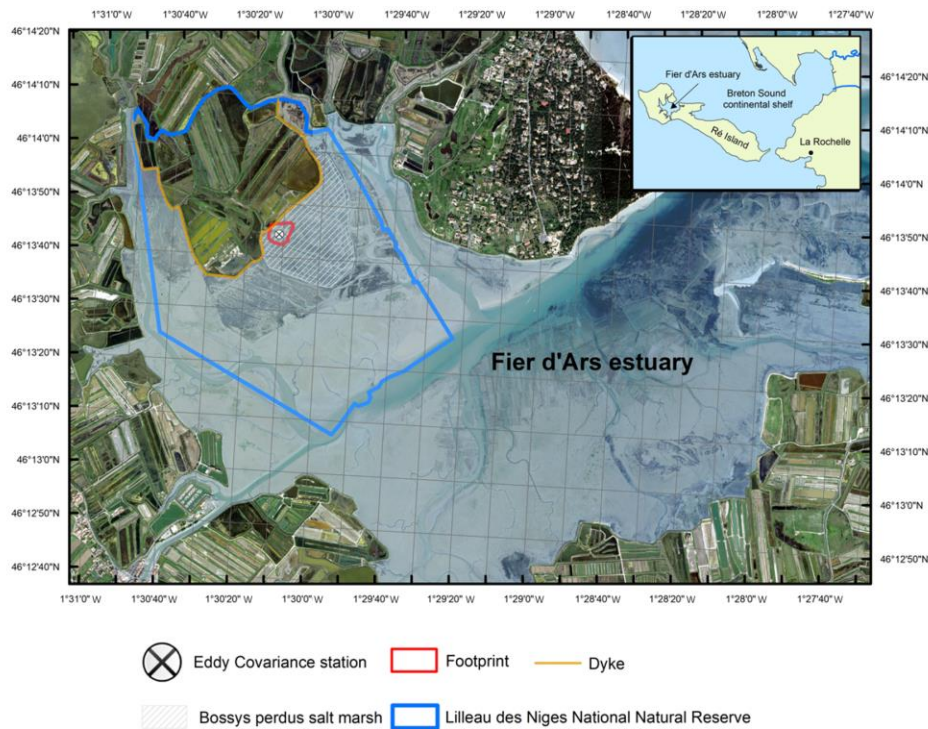 1°31'0" W 1°30'40" W 1°30'20" W 1°30'0" W 1°29'40" W 1°29'20" W 1°29'0" W 1°28'40" W 1°28'20" W 1°28'0" W 1°27'40" W
46°14'20"N
46°14'10"N
46°14'0"N
46°13'50"N
46°13'40"N
46°13'30"N
46°13'20"N
46°13'10"N
46°13'0"N
46°12'50"N
46°12'40"N
Fier d'Ars estuary
Breton Sound
continental shelf
Ré Island
La Rochelle
Fier d'Ars estuary
46°14'20"N
46°14'10"N
46°14'0"N
46°13'50"N
46°13'40"N
46°13'30"N
46°13'20"N
46°13'10"N
46°13'0"N
46°12'50"N
1°31'0" W 1°30'40" W 1°30'20" W 1°30'0" W 1°29'40" W 1°29'20" W 1°29'0" W 1°28'40" W 1°28'20" W 1°28'0" W 1°27'40" W
Eddy Covariance station Footprint Dyke
Bossys perdus salt marsh Lilleau des Niges National Natural Reserve